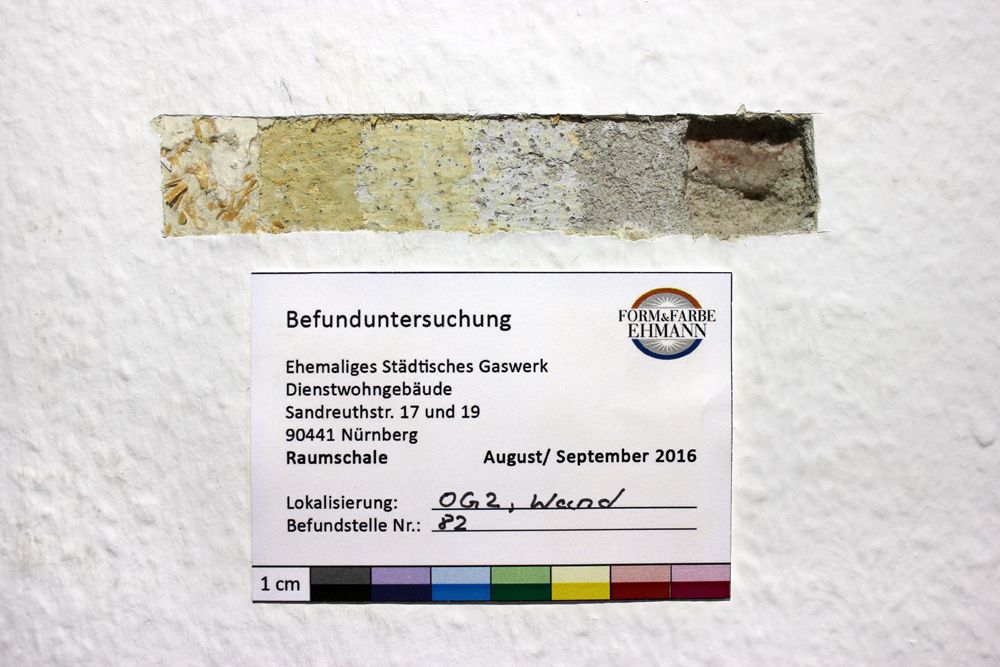 Befunduntersuchung
FORM&FARBE
EHMANN
Ehemaliges Städtisches Gaswerk
Dienstwohngebäude
Sandreuthstr. 17 und 19
90441 Nürnberg
Raumschale August/ September 2016
Lokalisierung: OG2, Wand
Befundstelle Nr.: 82
1 cm